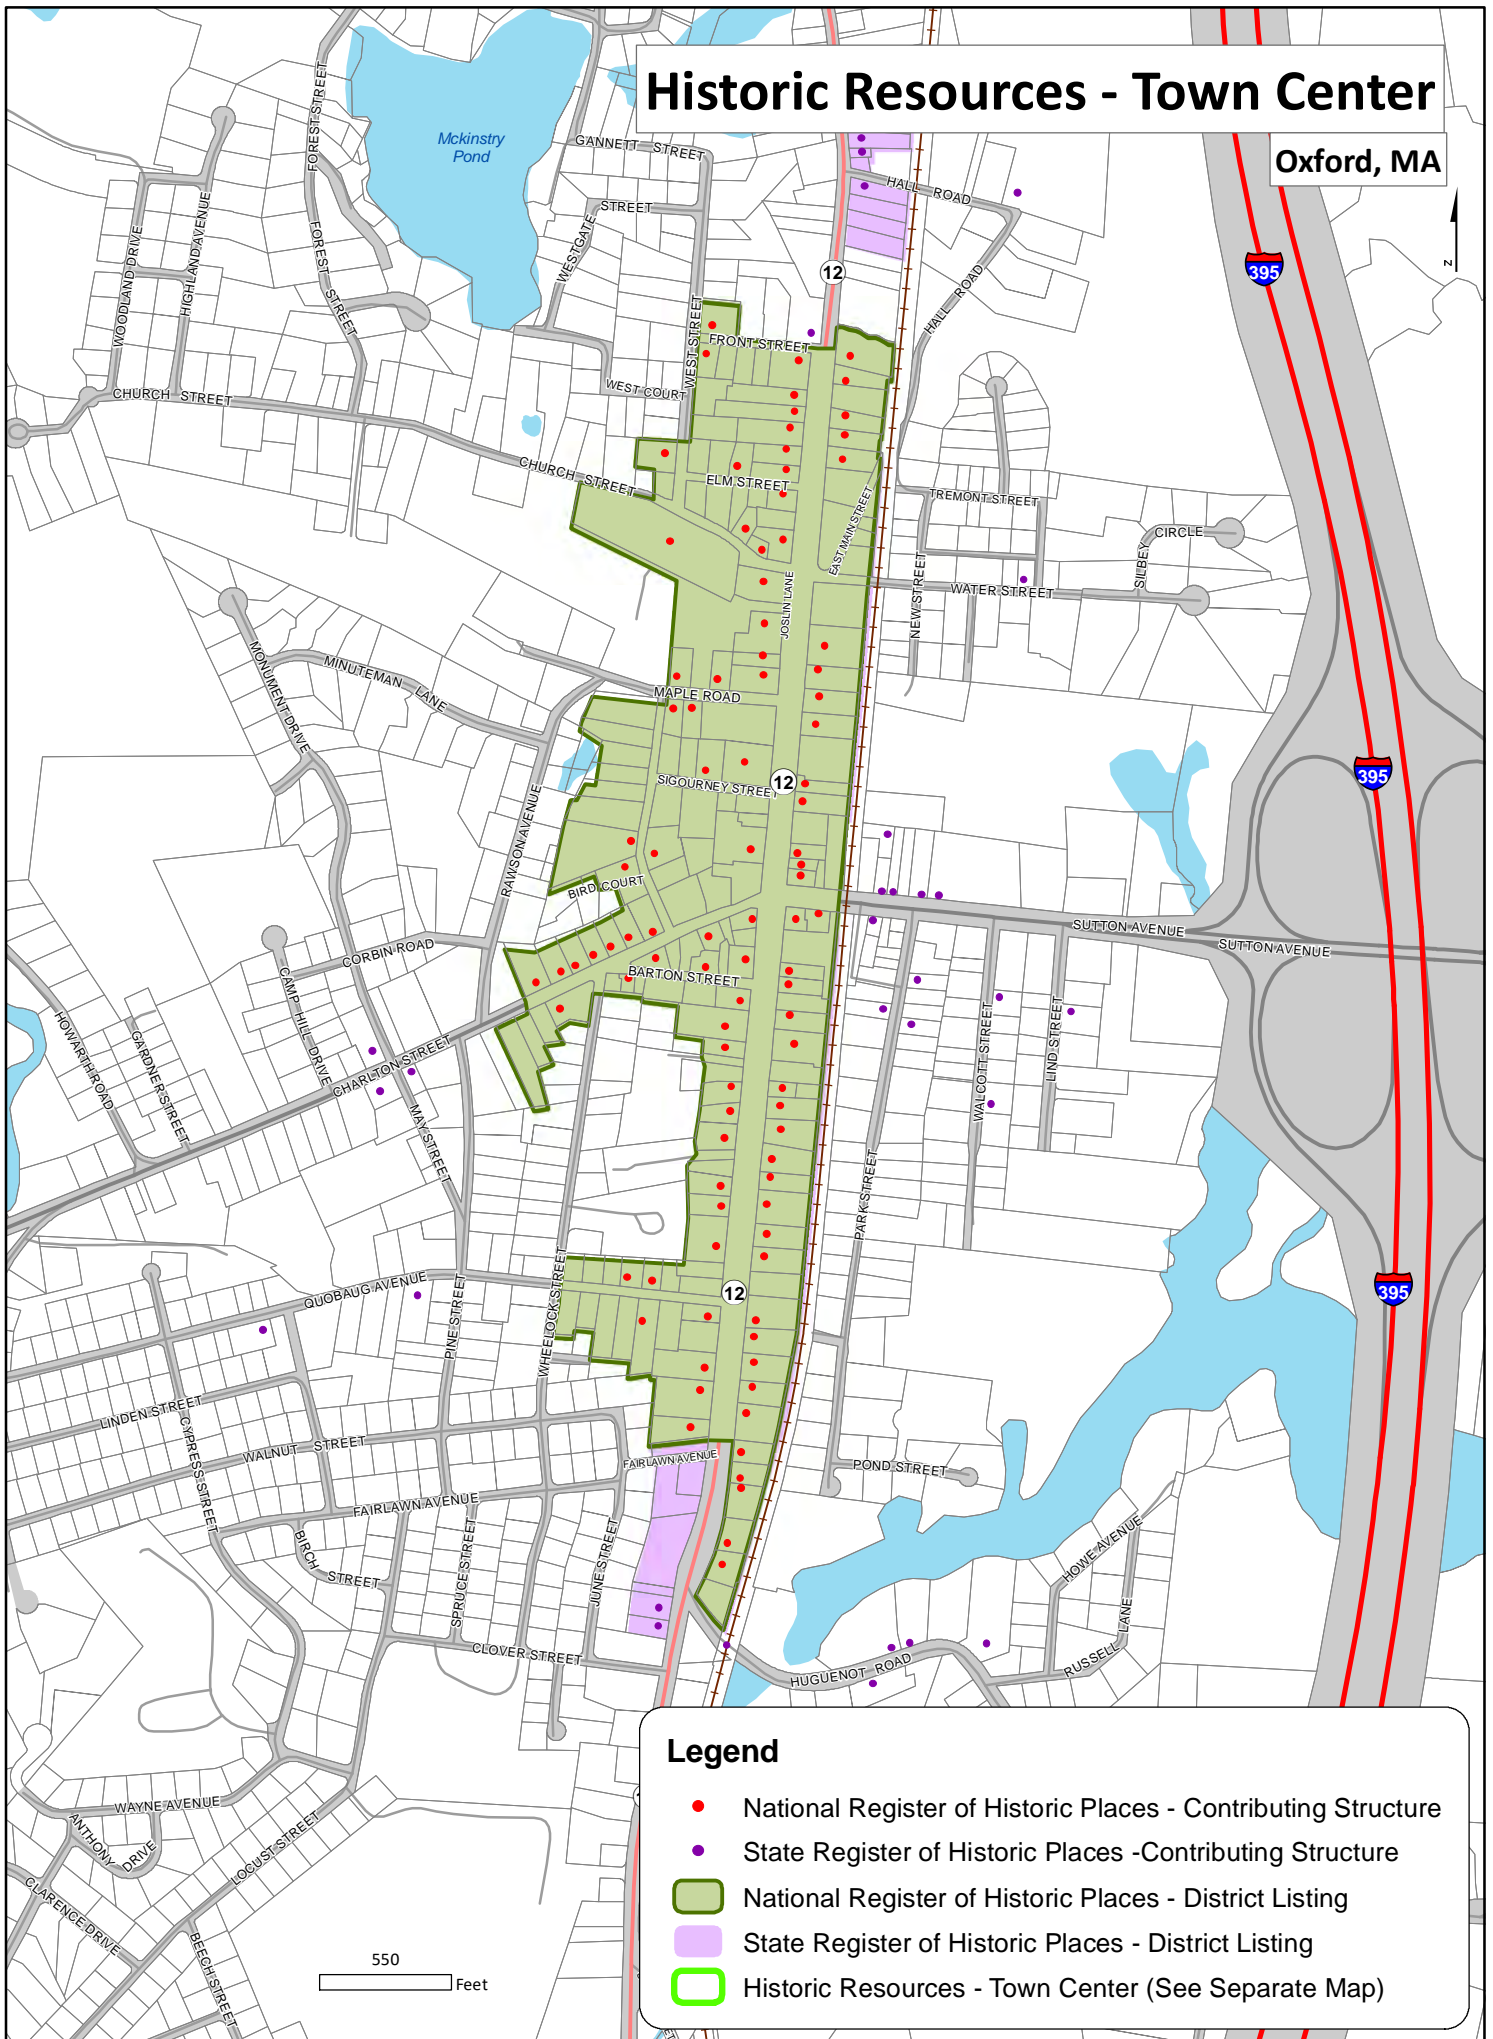 Historic Resources - Town Center
Oxford, MA
N
Mckinstry
Pond
GANNETT STREET
FOREST STREET
FOREST STREET
WOODLAND DRIVE
HIGHLAND AVENUE
STREET
WESTGATE
HALL ROAD
HALL ROAD
12
395
WEST STREET
FRONT STREET
WEST COURT
CHURCH STREET
CHURCH STREET
ELM STREET
EAST MAIN STREET
TREMONT STREET
SILBEY
CIRCLE
NEW STREET
WATER STREET
JOSLIN LANE
MONUMENT DRIVE
MINUTEMAN LANE
MAPLE ROAD
SIGOURNEY STREET
12
395
RAWSON AVENUE
BIRD COURT
SUTTON AVENUE
SUTTON AVENUE
CORBIN ROAD
CAMP HILL DRIVE
BARTON STREET
HOWARTH ROAD
GARDNER STREET
CHARLTON STREET
MAY STREET
WALCOTT STREET
LIND STREET
PARK STREET
QUOBAUG AVENUE
PINE STREET
WHEELOCK STREET
12
395
LINDEN STREET
CYPRESS STREET
WALNUT STREET
FAIRLAWN AVENUE
FAIRLAWN AVENUE
POND STREET
BIRCH
STREET
SPRUCE STREET
JUNE STREET
HOWE AVENUE
CLOVER STREET
HUGUENOT ROAD
RUSSELL LANE
WAYNE AVENUE
ANTHONY
DRIVE
LOCUST STREET
CLARENCE DRIVE
BEECH STREET
550
Feet
Legend
National Register of Historic Places - Contributing Structure
State Register of Historic Places -Contributing Structure
National Register of Historic Places - District Listing
State Register of Historic Places - District Listing
Historic Resources - Town Center (See Separate Map)